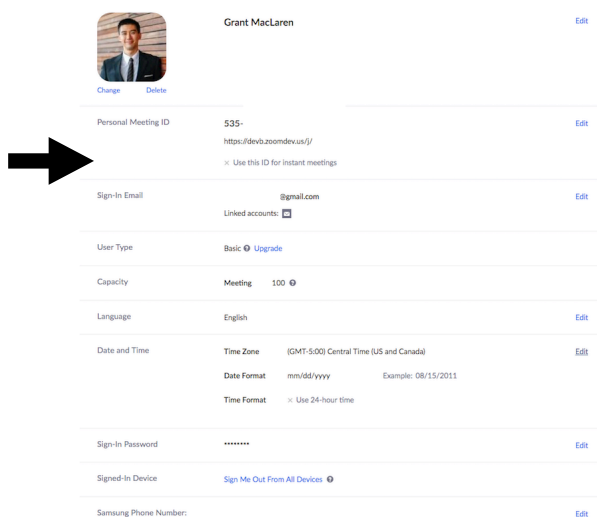 Grant MacLaren
Edit
Change Delete
Personal Meeting ID 535- Edit
https://devb.zoomdev.us/j/
× Use this ID for instant meetings
Sign-In Email @gmail.com Edit
Linked accounts:
User Type Basic ? Upgrade
Capacity Meeting 100 ?
Language English Edit
Date and Time Time Zone (GMT-5:00) Central Time (US and Canada) Edit
Date Format mm/dd/yyyy Example: 08/15/2011
Time Format × Use 24-hour time
Sign-In Password ******** Edit
Signed-In Device Sign Me Out From All Devices ?
Samsung Phone Number: Edit